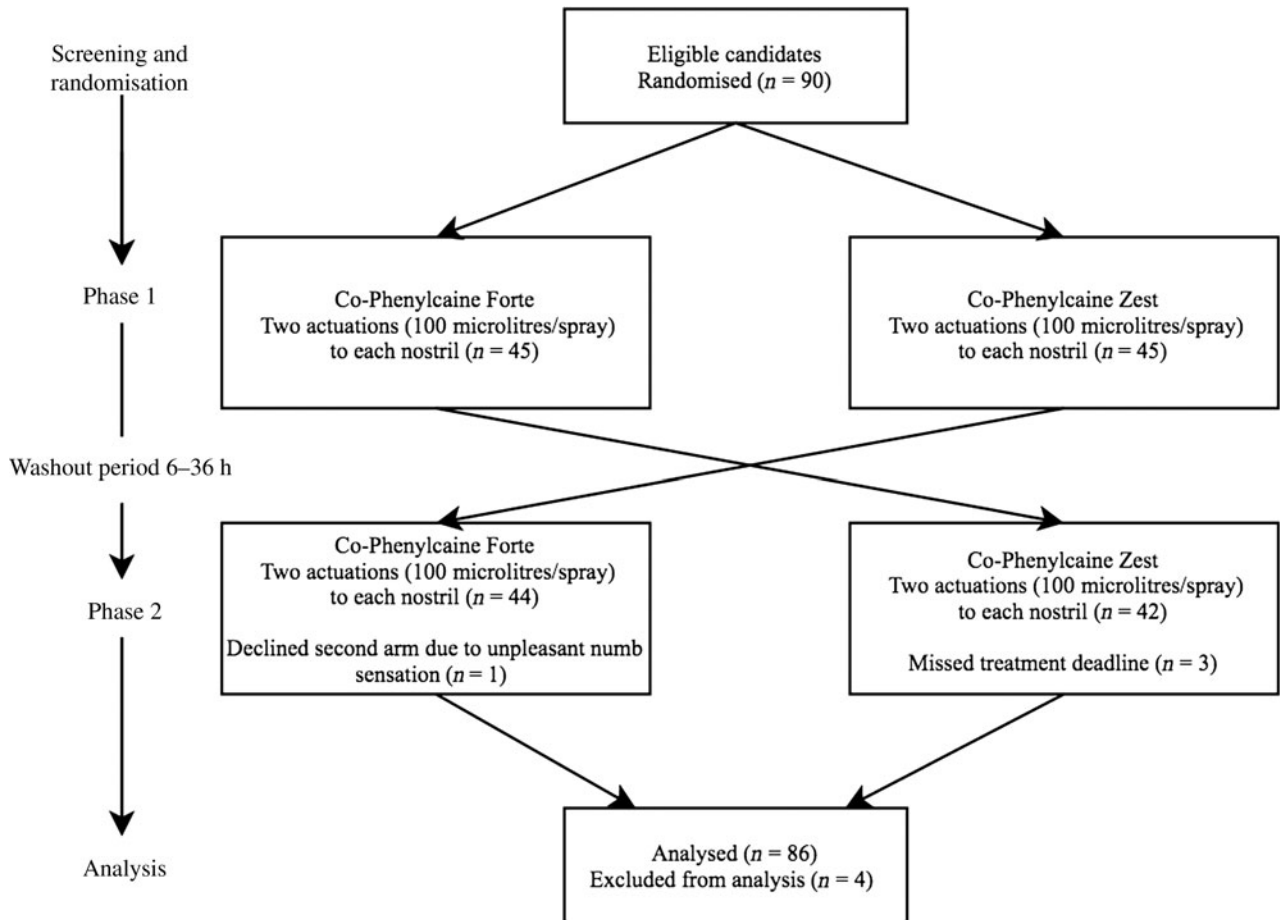 Screening and
randomisation
Eligible candidates
Randomised (n = 90)
Phase 1
Co-Phenylcaine Forte
Two actuations (100 microlitres/spray)
to each nostril (n = 45)
Co-Phenylcaine Zest
Two actuations (100 microlitres/spray)
to each nostril (n = 45)
Washout period 6–36 h
Phase 2
Co-Phenylcaine Forte
Two actuations (100 microlitres/spray)
to each nostril (n = 44)
Declined second arm due to unpleasant numb
sensation (n = 1)
Co-Phenylcaine Zest
Two actuations (100 microlitres/spray)
to each nostril (n = 42)
Missed treatment deadline (n = 3)
Analysis
Analysed (n = 86)
Excluded from analysis (n = 4)